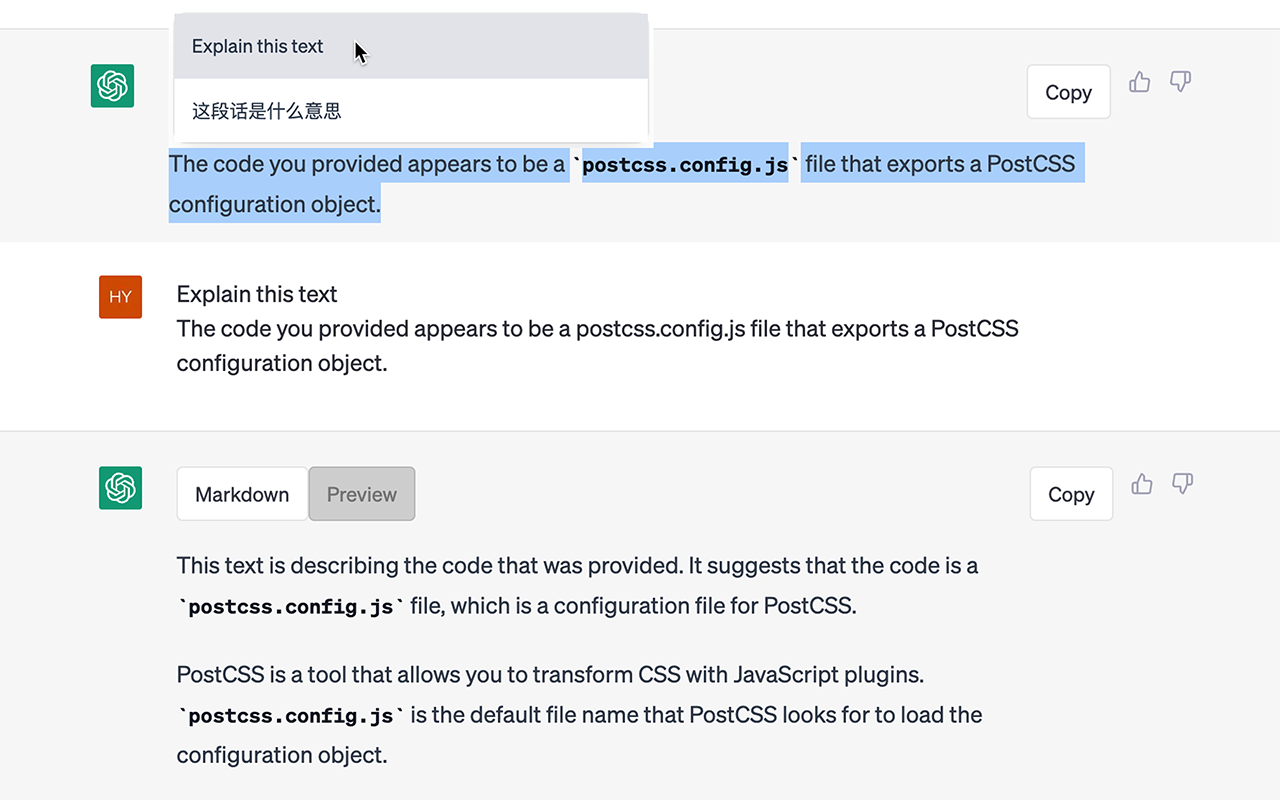 Explain this text
这段话是什么意思
Copy
The code you provided appears to be a `postcss.config.js` file that exports a PostCSS
configuration object.
HY
Explain this text
The code you provided appears to be a postcss.config.js file that exports a PostCSS
configuration object.
Markdown
Preview
Copy
This text is describing the code that was provided. It suggests that the code is a
`postcss.config.js` file, which is a configuration file for PostCSS.
PostCSS is a tool that allows you to transform CSS with JavaScript plugins.
`postcss.config.js` is the default file name that PostCSS looks for to load the
configuration object.